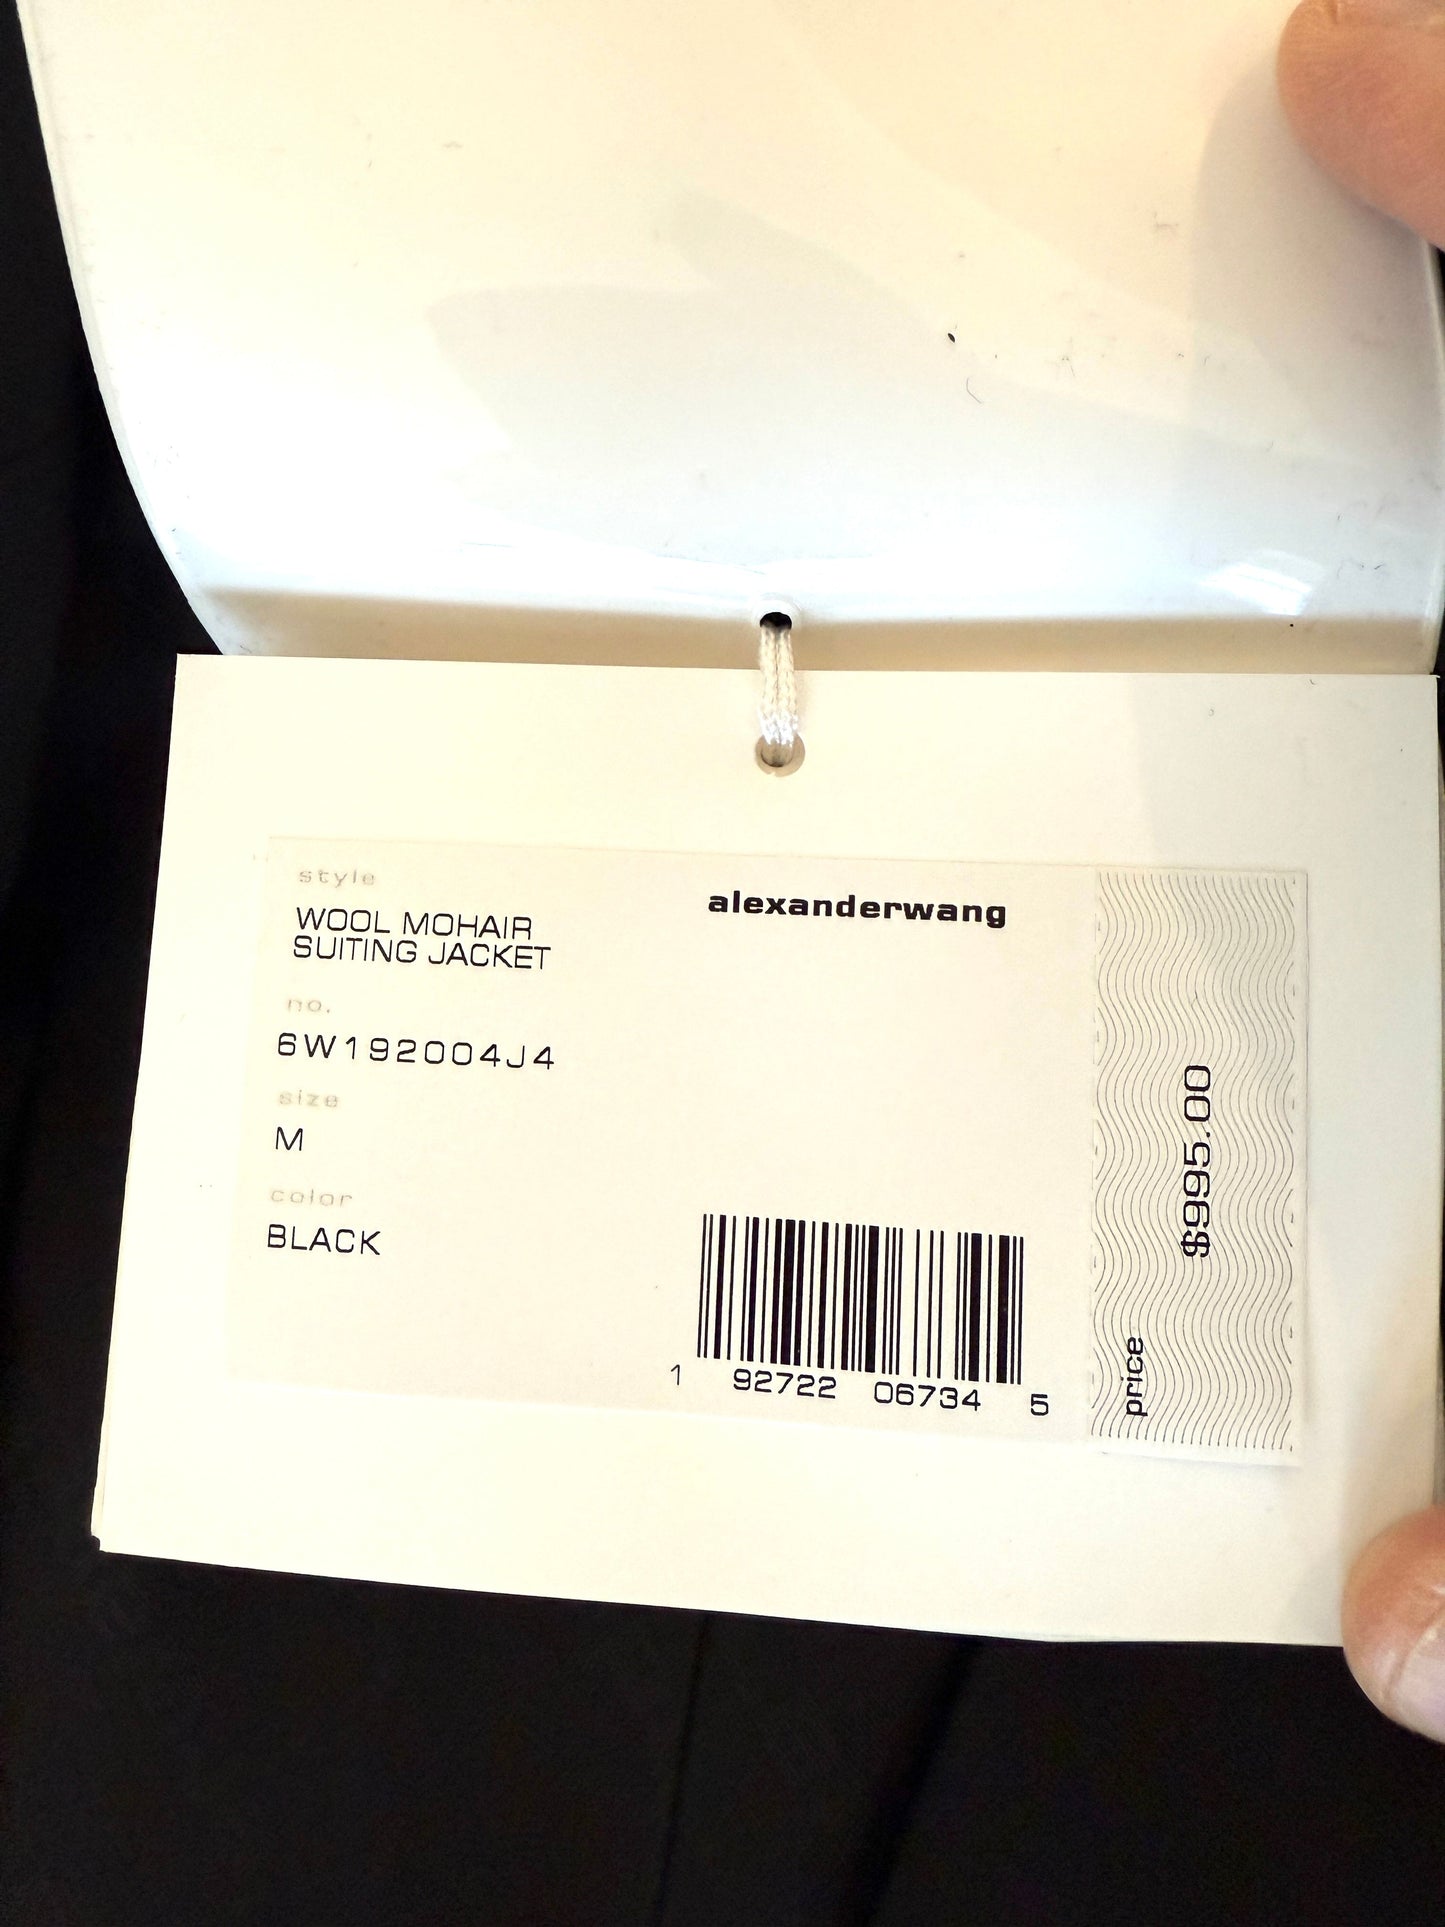 style
WOOL MOHAIR
SUITING JACKET
no.
6W192004J4
size
M
color
BLACK
alexanderwang
1 92722 06734 5
price
$995.00